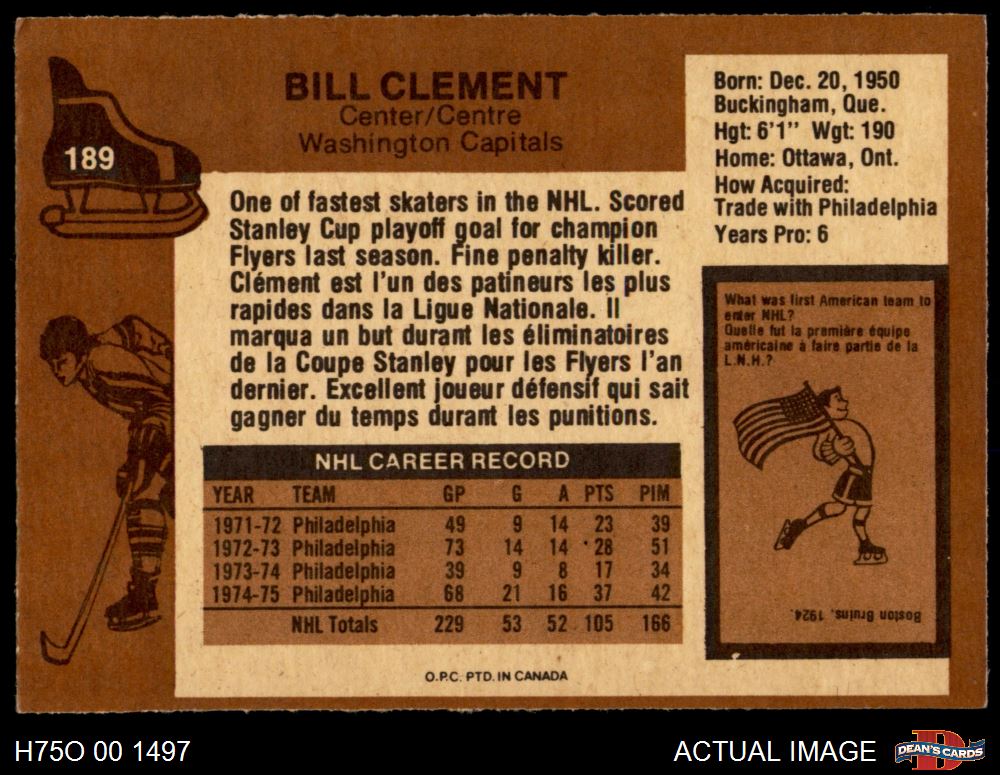 189
BILL CLEMENT
Center/Centre
Washington Capitals
Born: Dec. 20, 1950
Buckingham, Que.
Hgt: 6'1" Wgt: 190
Home: Ottawa, Ont.
How Acquired:
Trade with Philadelphia
Years Pro: 6
One of fastest skaters in the NHL. Scored
Stanley Cup playoff goal for champion
Flyers last season. Fine penalty killer.
Clément est l'un des patineurs les plus
rapides dans la Ligue Nationale. Il
marqua un but durant les éliminatoires
de la Coupe Stanley pour les Flyers l'an
dernier. Excellent joueur défensif qui sait
gagner du temps durant les punitions.
What was first American team to
enter NHL?
Quelle fut la première équipe
américaine à faire partie de la
L.N.H.?
Boston Bruins, 1924.
NHL CAREER RECORD
YEAR TEAM GP G A PTS PIM
1971-72 Philadelphia 49 9 14 23 39
1972-73 Philadelphia 73 14 14 28 51
1973-74 Philadelphia 39 9 8 17 34
1974-75 Philadelphia 68 21 16 37 42
NHL Totals 229 53 52 105 166
O.P.C. PTD. IN CANADA
H75O 00 1497
ACTUAL IMAGE
D
DEAN'S CARDS